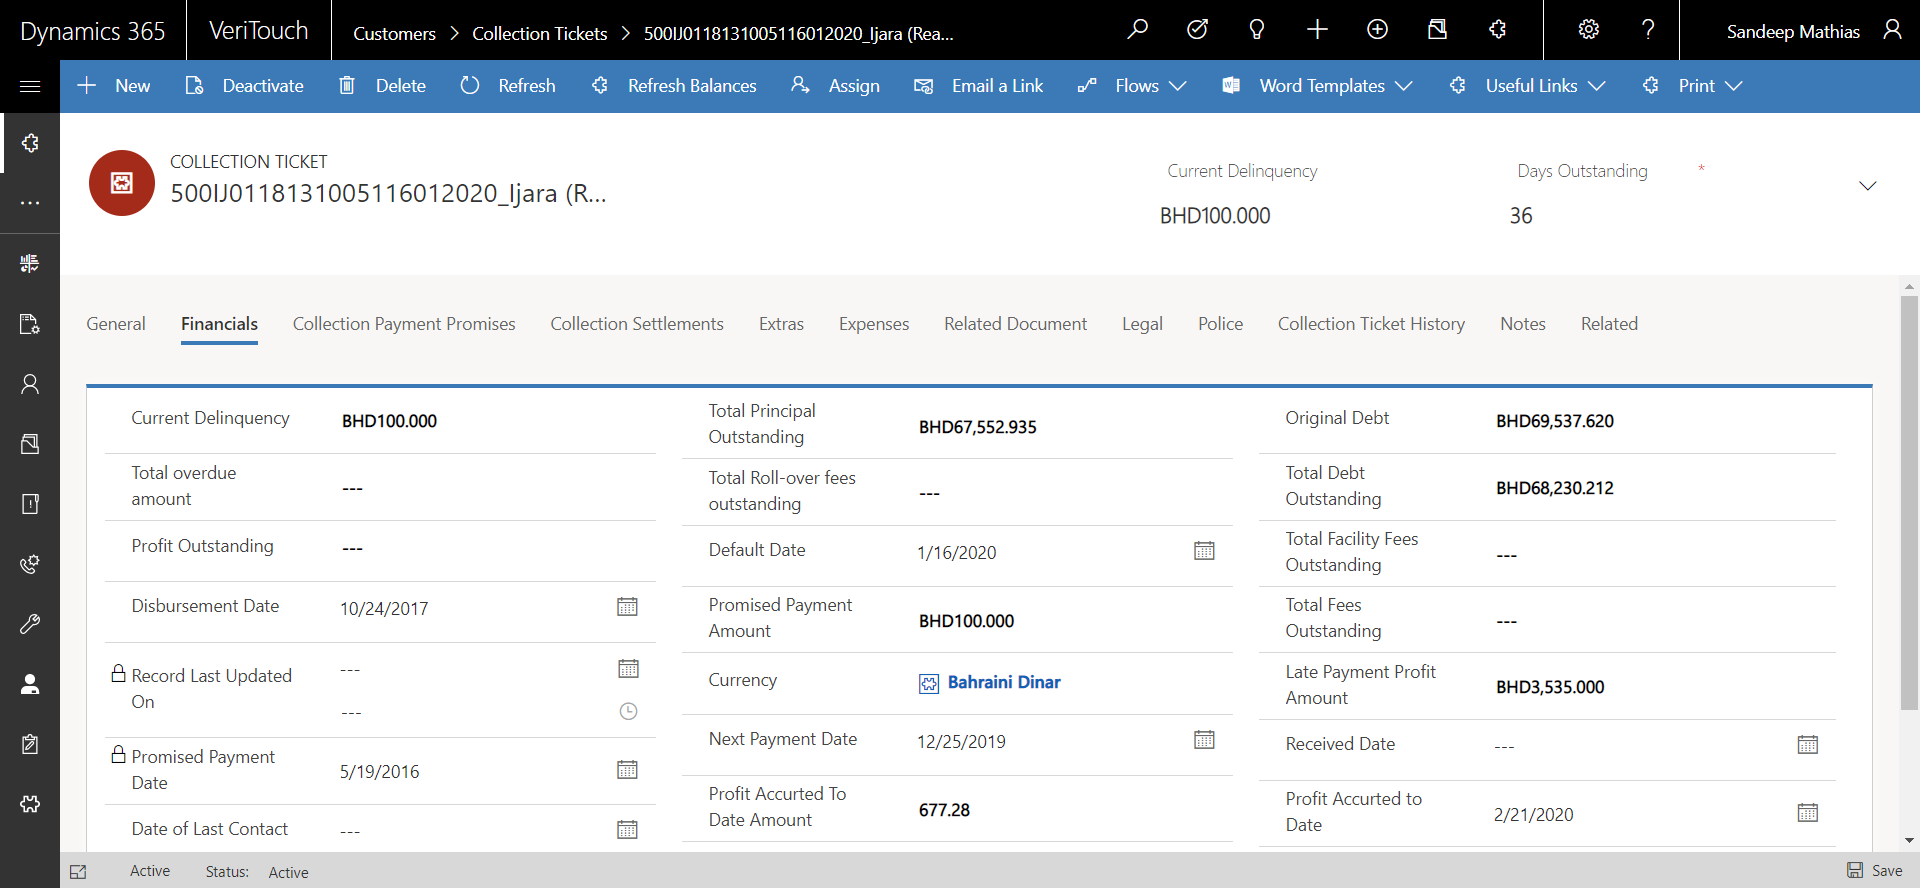 Dynamics 365
VeriTouch
Customers > Collection Tickets > 500IJ0118131005116012020_Ijara (Rea...
Sandeep Mathias
New
Deactivate
Delete
Refresh
Refresh Balances
Assign
Email a Link
Flows
Word Templates
Useful Links
Print
COLLECTION TICKET
500IJ0118131005116012020_Ijara (R...
Current Delinquency
BHD100.000
Days Outstanding *
36
General
Financials
Collection Payment Promises
Collection Settlements
Extras
Expenses
Related Document
Legal
Police
Collection Ticket History
Notes
Related
Current Delinquency
BHD100.000
Total overdue
amount
---
Profit Outstanding
---
Disbursement Date
10/24/2017
Record Last Updated
On
---
---
Promised Payment
Date
5/19/2016
Date of Last Contact
---
Total Principal
Outstanding
BHD67,552.935
Total Roll-over fees
outstanding
---
Default Date
1/16/2020
Promised Payment
Amount
BHD100.000
Currency
Bahraini Dinar
Next Payment Date
12/25/2019
Profit Accurted To
Date Amount
677.28
Original Debt
BHD69,537.620
Total Debt
Outstanding
BHD68,230.212
Total Facility Fees
Outstanding
---
Total Fees
Outstanding
---
Late Payment Profit
Amount
BHD3,535.000
Received Date
---
Profit Accurted to
Date
2/21/2020
Active
Status:
Active
Save